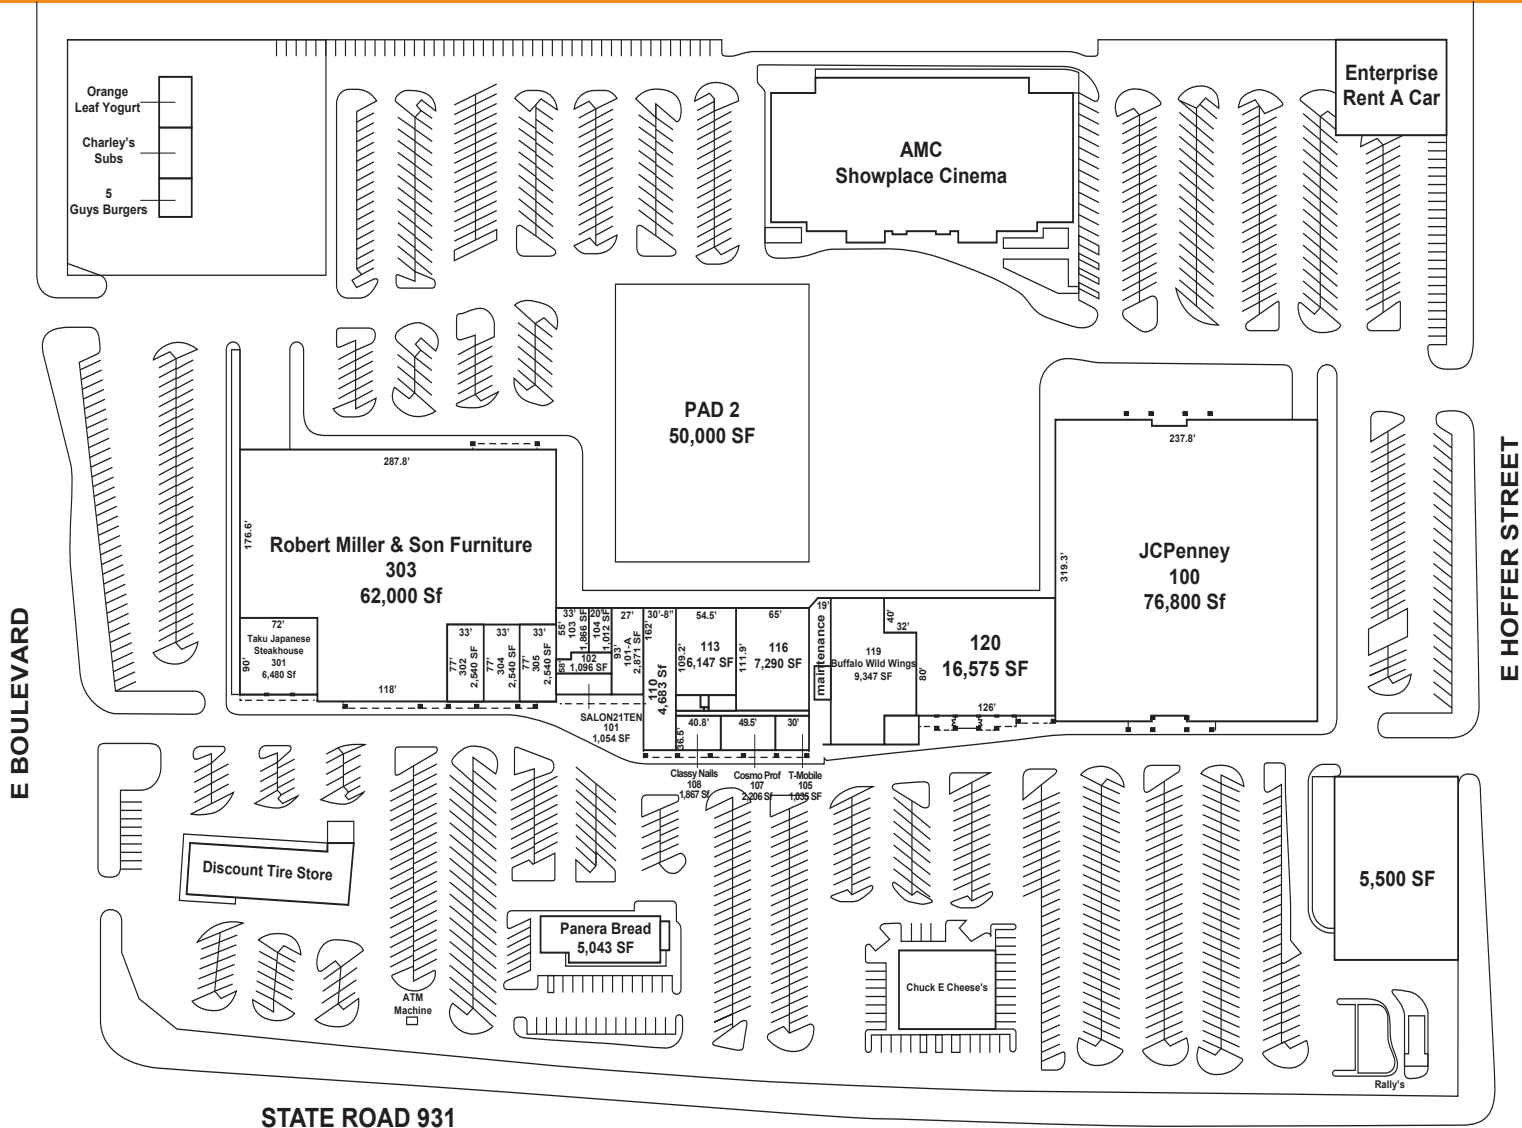 Orange
Leaf Yogurt
Charley's
Subs
5
Guys Burgers
AMC
Showplace Cinema
Enterprise
Rent A Car
PAD 2
50,000 SF
287.8'
176.6'
Robert Miller & Son Furniture
303
62,000 Sf
72'
90'
Taku Japanese
Steakhouse
301
6,480 Sf
118'
33'
77'
302
2,540 SF
33'
77'
304
2,540 SF
33'
77'
305
2,540 SF
33'
55'
103
1,866 SF
20'
104
1,012 SF
58'
102
1,096 SF
27'
93'
101-A
2,871 SF
SALON21TEN
101
1,054 SF
30'-8"
162'
110
4,683 Sf
54.5'
109.2'
113
6,147 SF
65'
111.9'
116
7,290 SF
36.5'
40.8'
49.5'
30'
Classy Nails
108
1,867 Sf
Cosmo Prof
107
2,206 Sf
T-Mobile
105
1,035 SF
19'
maintenance
119
Buffalo Wild Wings
9,347 SF
40'
32'
80'
120
16,575 SF
126'
237.8'
319.3'
JCPenney
100
76,800 Sf
E BOULEVARD
E HOFFER STREET
Discount Tire Store
ATM
Machine
Panera Bread
5,043 SF
Chuck E Cheese's
5,500 SF
Rally's
STATE ROAD 931